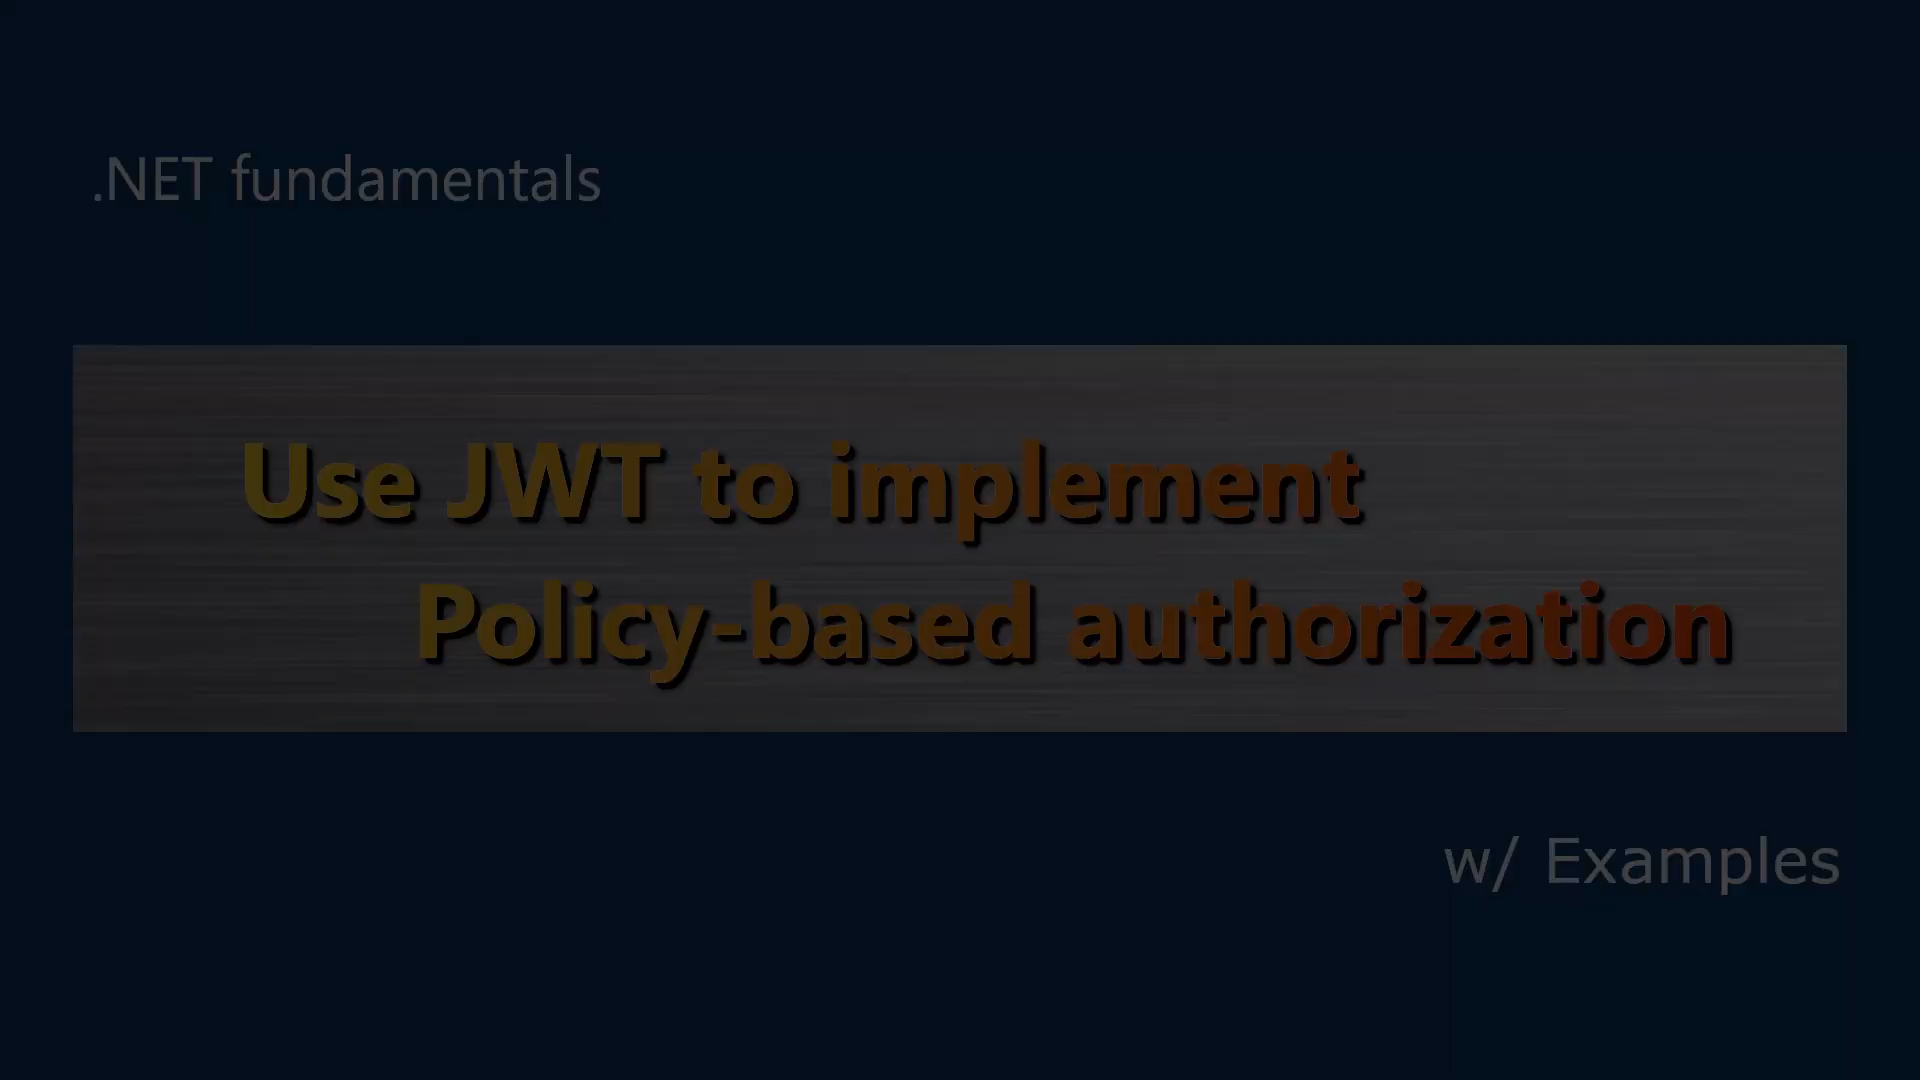 .NET fundamentals
Use JWT to implement
Policy-based authorization
w/ Examples